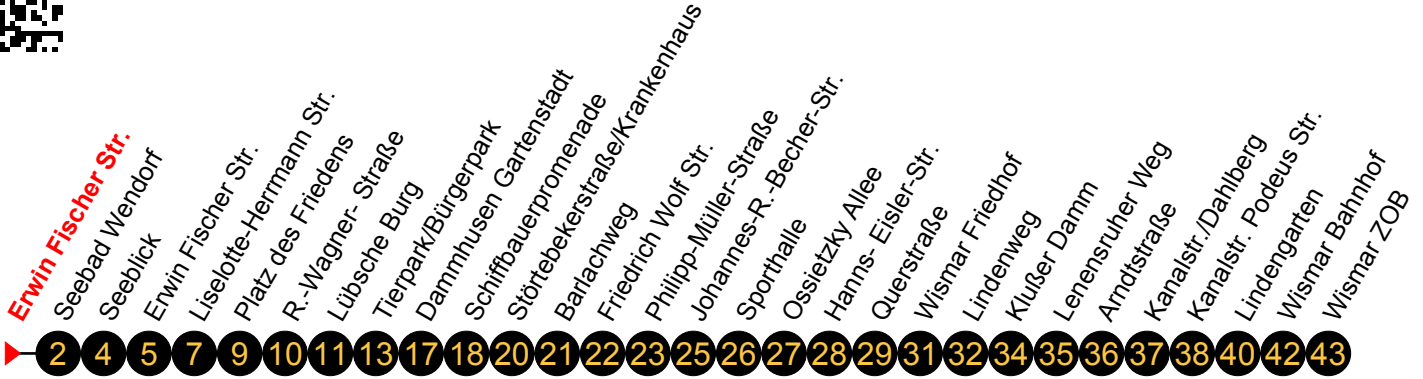 Erwin Fischer Str.
Seebad Wendorf
Seeblick
Erwin Fischer Str.
Liselotte-Herrmann Str.
Platz des Friedens
R.-Wagner- Straße
Lübsche Burg
Tierpark/Bürgerpark
Dammhusen Gartenstadt
Schiffbauerpromenade
Störtebekerstraße/Krankenhaus
Barlachweg
Friedrich Wolf Str.
Philipp-Müller-Straße
Johannes-R.-Becher-Str.
Sporthalle
Ossietzky Allee
Hanns- Eisler-Str.
Querstraße
Wismar Friedhof
Lindenweg
Klußer Damm
Lenensruher Weg
Arndtstraße
Kanalstr./Dahlberg
Kanalstr. Podeus Str.
Lindengarten
Wismar Bahnhof
Wismar ZOB
2 4 5 7 9 10 11 13 17 18 20 21 22 23 25 26 27 28 29 31 32 34 35 36 37 38 40 42 43